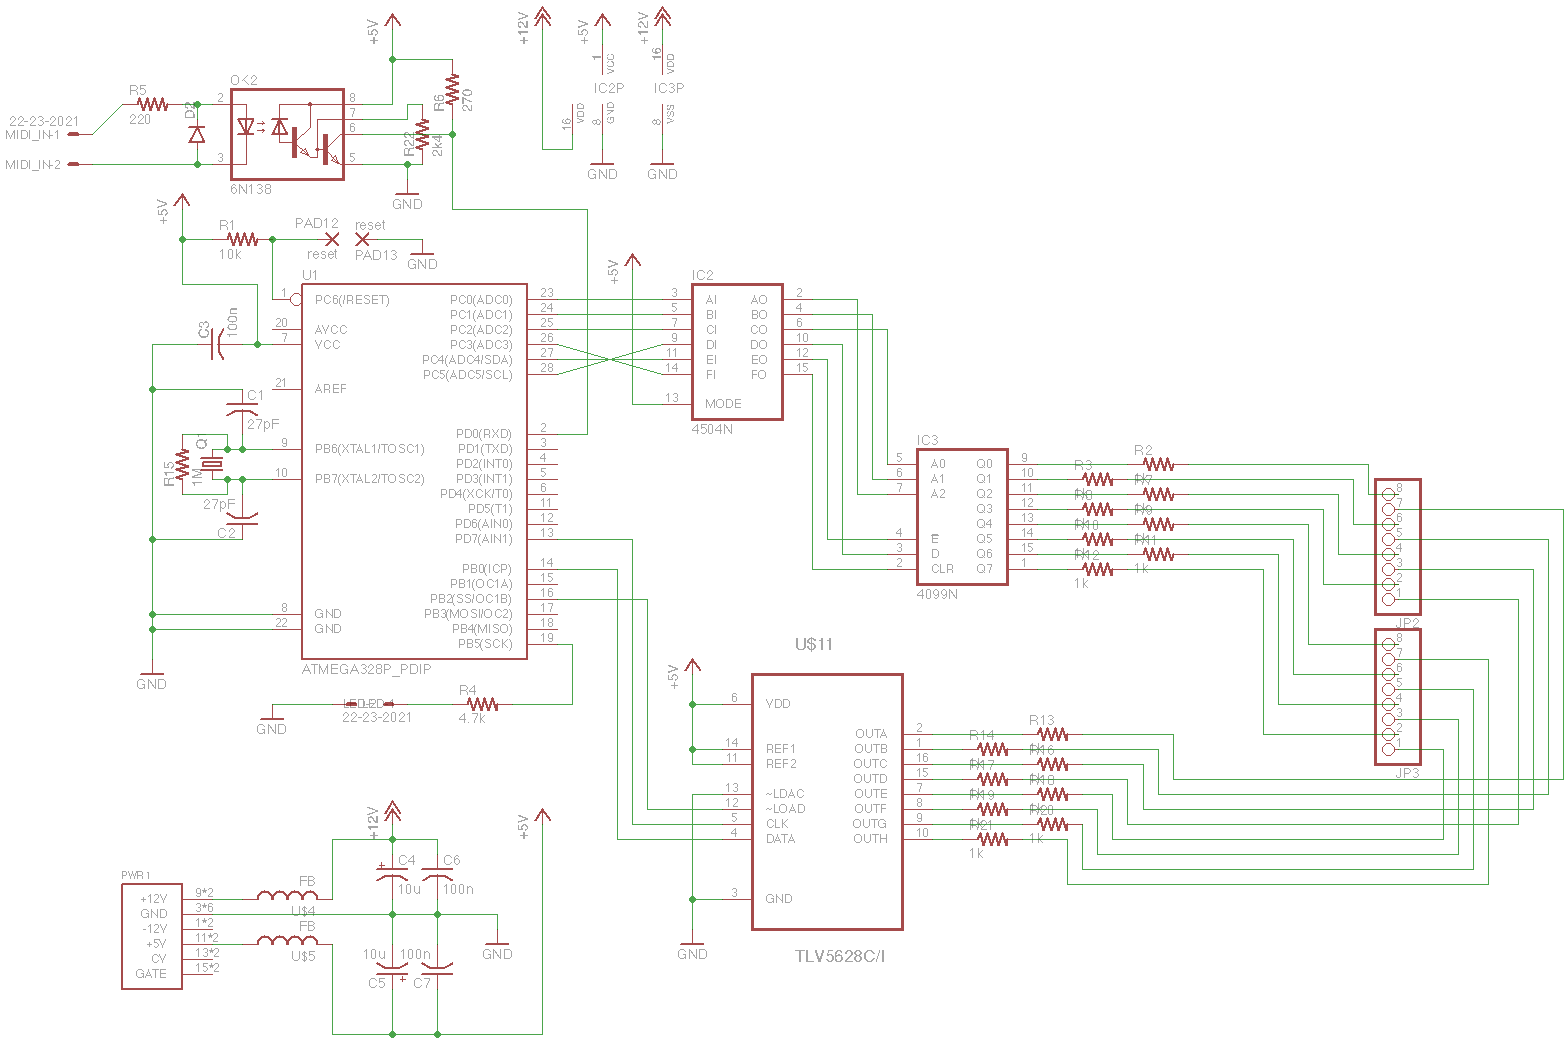 +5V
+12V
+5V
+12V
1
VCC
16
VDD
IC2P
IC3P
16
VDD
8
GND
8
VSS
GND
GND
OK2
R5
220
D2
22-23-2021
MIDI_IN-1
MIDI_IN-2
2
3
8
7
6
5
6N138
R6
270
R22
2k4
GND
+5V
R1
10k
PAD12
reset
reset
PAD13
GND
U1
1
PC6(/RESET)
20
AVCC
7
VCC
21
AREF
9
PB6(XTAL1/TOSC1)
10
PB7(XTAL2/TOSC2)
8
GND
22
GND
PC0(ADC0)
23
PC1(ADC1)
24
PC2(ADC2)
25
PC3(ADC3)
26
PC4(ADC4/SDA)
27
PC5(ADC5/SCL)
28
PD0(RXD)
2
PD1(TXD)
3
PD2(INT0)
4
PD3(INT1)
5
PD4(XCK/T0)
6
PD5(T1)
11
PD6(AIN0)
12
PD7(AIN1)
13
PB0(ICP)
14
PB1(OC1A)
15
PB2(SS/OC1B)
16
PB3(MOSI/OC2)
17
PB4(MISO)
18
PB5(SCK)
19
ATMEGA328P_PDIP
C3
100n
C1
27pF
R15
1M
27pF
C2
GND
GND
22-23-2021
R4
4.7k
+5V
IC2
3 AI AO 2
5 BI BO 4
7 CI CO 6
9 DI DO 10
11 EI EO 12
14 FI FO 15
13 MODE
4504N
IC3
5 A0 Q0 9
6 A1 Q1 10
7 A2 Q2 11
Q3 12
Q4 13
4 E Q5 14
3 D Q6 15
2 CLR Q7 1
4099N
R2
R3
1k
8
7
6
5
4
3
2
1
JP2
8
7
6
5
4
3
2
1
JP3
U$11
+5V
6 VDD
14 REF1
11 REF2
13 ~LDAC
12 ~LOAD
5 CLK
4 DATA
3 GND
OUTA 2
OUTB 1
OUTC 16
OUTD 15
OUTE 7
OUTF 8
OUTG 9
OUTH 10
R13
R14
1k
1k
GND
TLV5628C/I
+12V
+5V
PWR1
+12V 9*2
GND 3*6
-12V 1*2
+5V 11*2
CV 13*2
GATE 15*2
FB
U$4
FB
U$5
C4
10u
C6
100n
10u
C5
100n
C7
GND